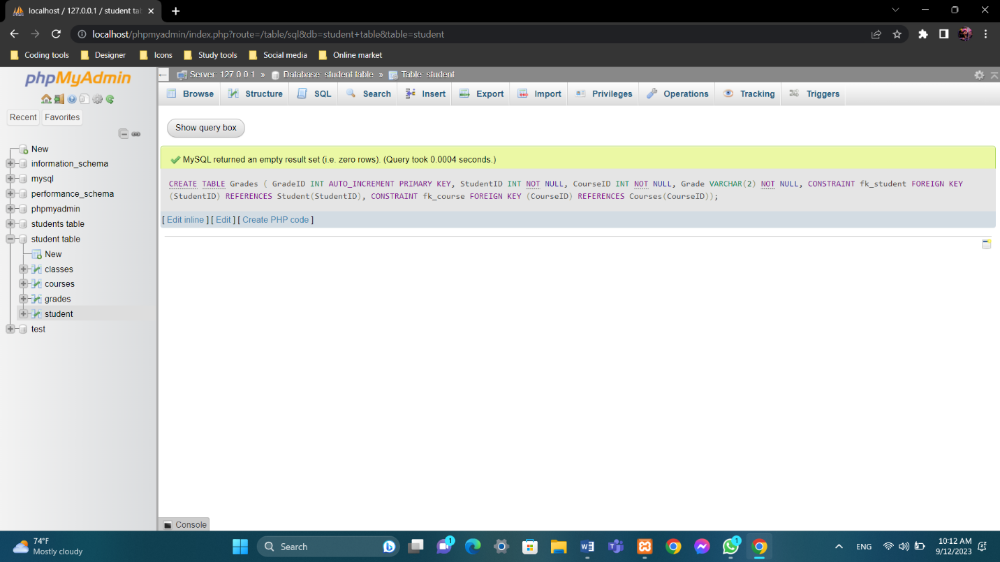 localhost / 127.0.0.1 / student tal
localhost/phpmyadmin/index.php?route=/table/sql&db=student+table&table=student
Coding tools Designer Icons Study tools Social media Online market
phpMyAdmin
Recent Favorites
New
information_schema
mysql
performance_schema
phpmyadmin
students table
student table
New
classes
courses
grades
student
test
Server: 127.0.0.1 » Database: student table » Table: student
Browse Structure SQL Search Insert Export Import Privileges Operations Tracking Triggers
Show query box
MySQL returned an empty result set (i.e. zero rows). (Query took 0.0004 seconds.)
CREATE TABLE Grades ( GradeID INT AUTO_INCREMENT PRIMARY KEY, StudentID INT NOT NULL, CourseID INT NOT NULL, Grade VARCHAR(2) NOT NULL, CONSTRAINT fk_student FOREIGN KEY
(StudentID) REFERENCES Student(StudentID), CONSTRAINT fk_course FOREIGN KEY (CourseID) REFERENCES Courses(CourseID));
[ Edit inline ] [ Edit ] [ Create PHP code ]
Console
74°F
Mostly cloudy
Search
1
1
ENG
10:12 AM
9/12/2023